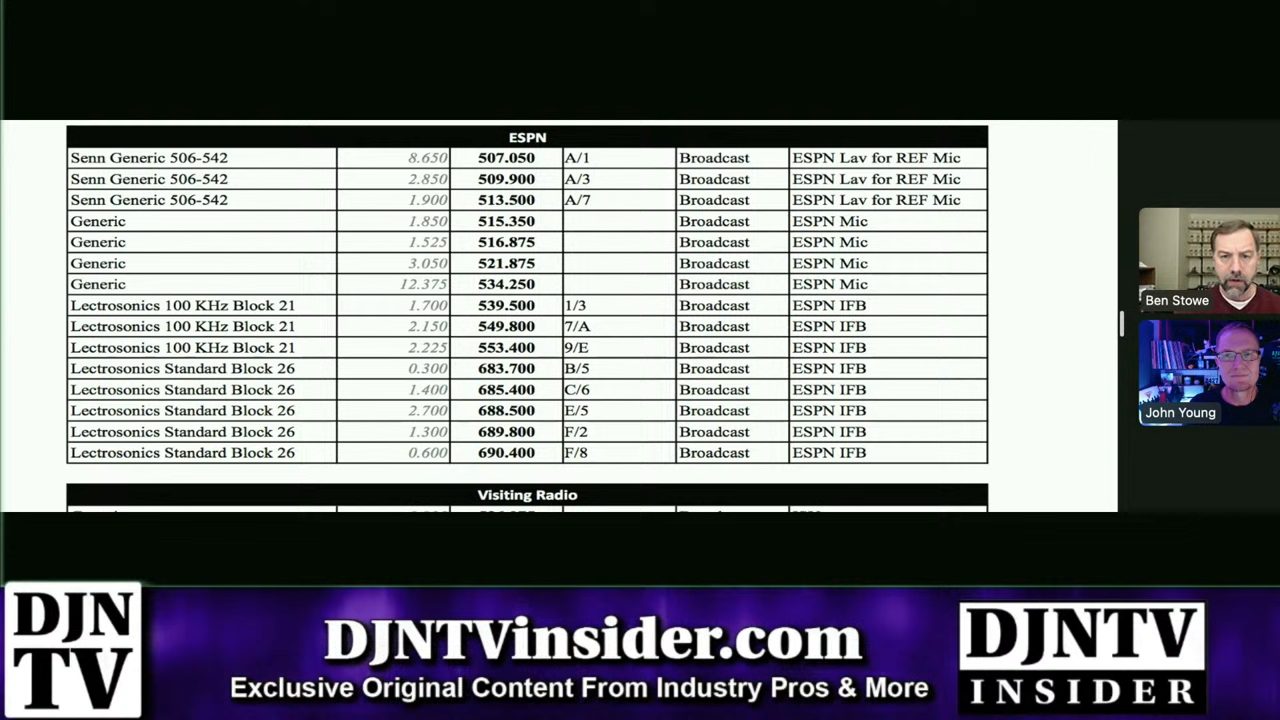 ESPN
Senn Generic 506-542 8.650 507.050 A/1 Broadcast ESPN Lav for REF Mic
Senn Generic 506-542 2.850 509.900 A/3 Broadcast ESPN Lav for REF Mic
Senn Generic 506-542 1.900 513.500 A/7 Broadcast ESPN Lav for REF Mic
Generic 1.850 515.350 Broadcast ESPN Mic
Generic 1.525 516.875 Broadcast ESPN Mic
Generic 3.050 521.875 Broadcast ESPN Mic
Generic 12.375 534.250 Broadcast ESPN Mic
Lectrosonics 100 KHz Block 21 1.700 539.500 1/3 Broadcast ESPN IFB
Lectrosonics 100 KHz Block 21 2.150 549.800 7/A Broadcast ESPN IFB
Lectrosonics 100 KHz Block 21 2.225 553.400 9/E Broadcast ESPN IFB
Lectrosonics Standard Block 26 0.300 683.700 B/5 Broadcast ESPN IFB
Lectrosonics Standard Block 26 1.400 685.400 C/6 Broadcast ESPN IFB
Lectrosonics Standard Block 26 2.700 688.500 E/5 Broadcast ESPN IFB
Lectrosonics Standard Block 26 1.300 689.800 F/2 Broadcast ESPN IFB
Lectrosonics Standard Block 26 0.600 690.400 F/8 Broadcast ESPN IFB
Visiting Radio
Ben Stowe
John Young
DJN
TV
DJNTVinsider.com
Exclusive Original Content From Industry Pros & More
DJNTV
INSIDER